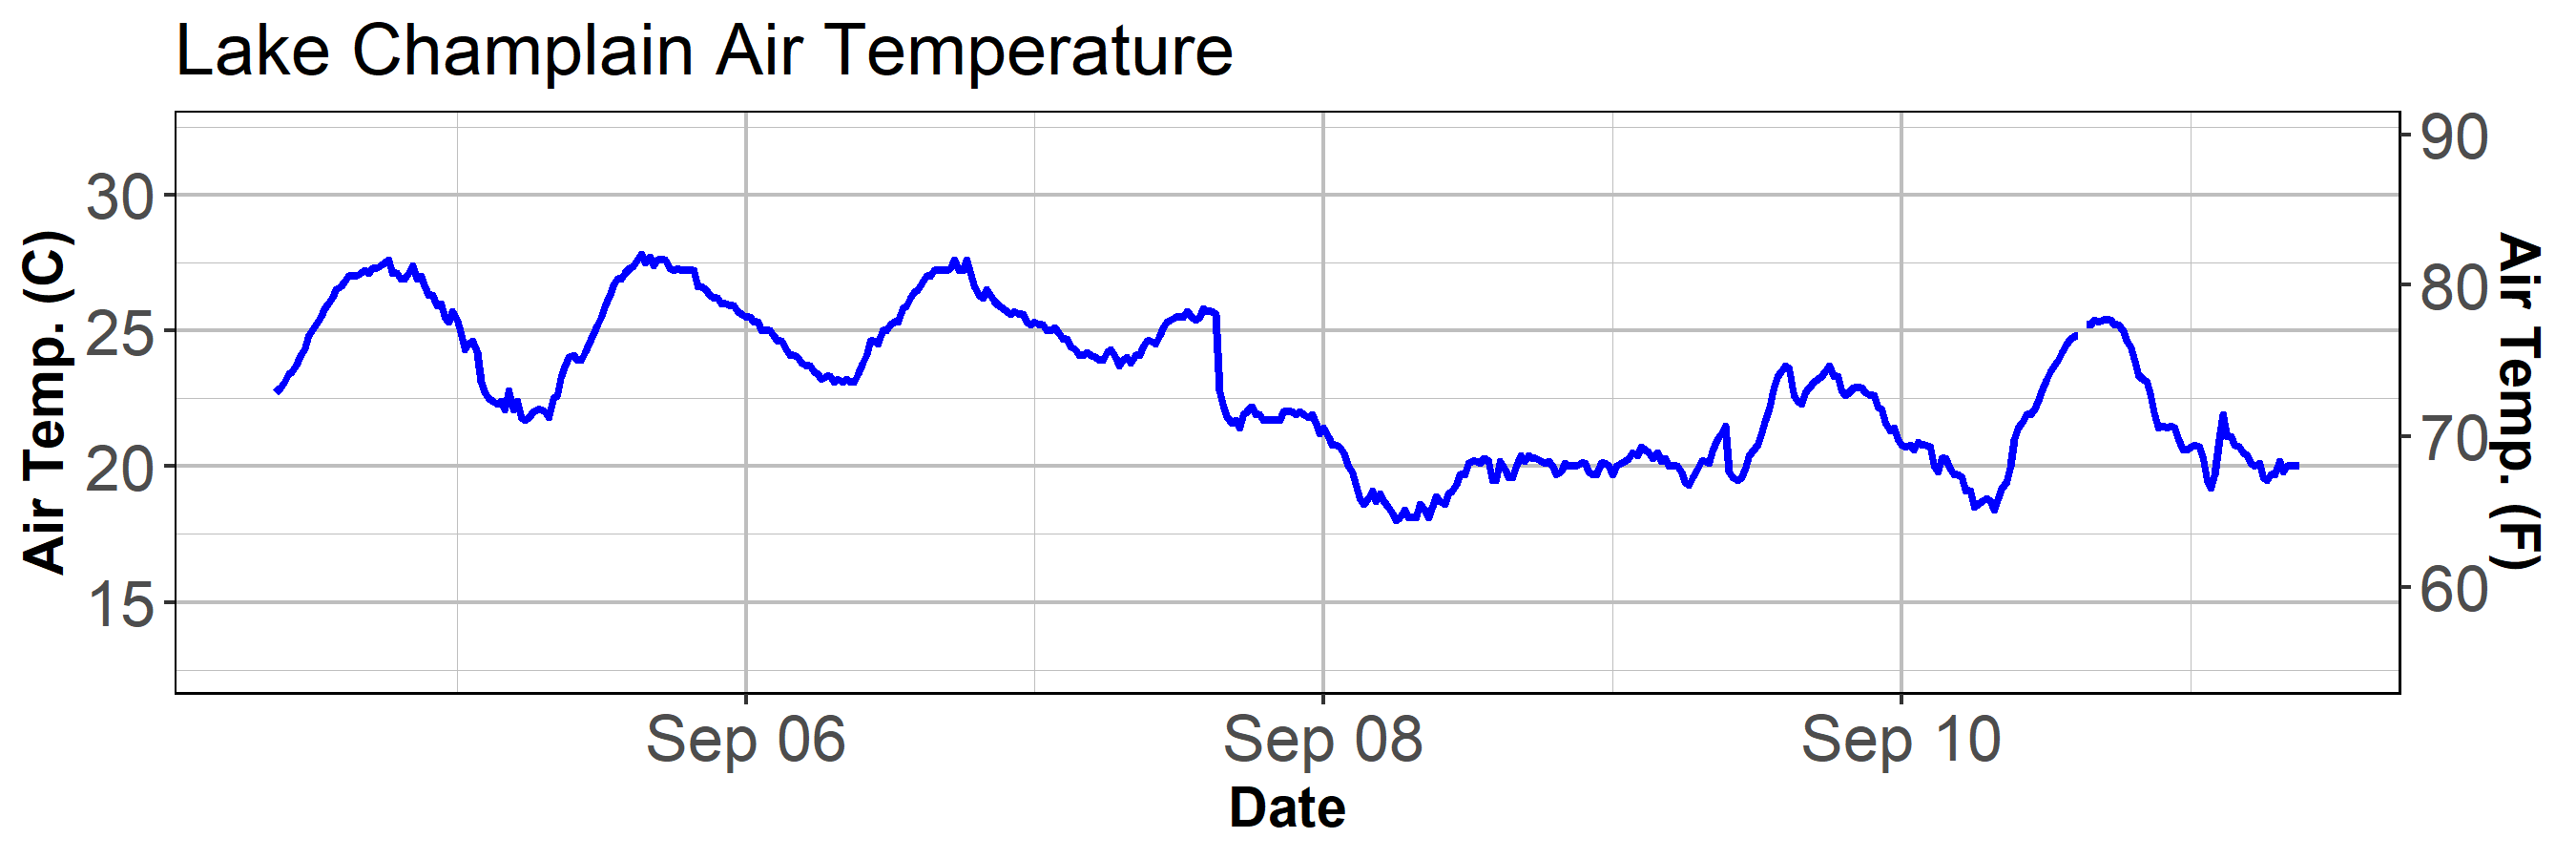 Lake Champlain Air Temperature
Air Temp. (C)
30
25
20
15
90
80
70
60
Air Temp. (F)
Sep 06
Sep 08
Sep 10
Date